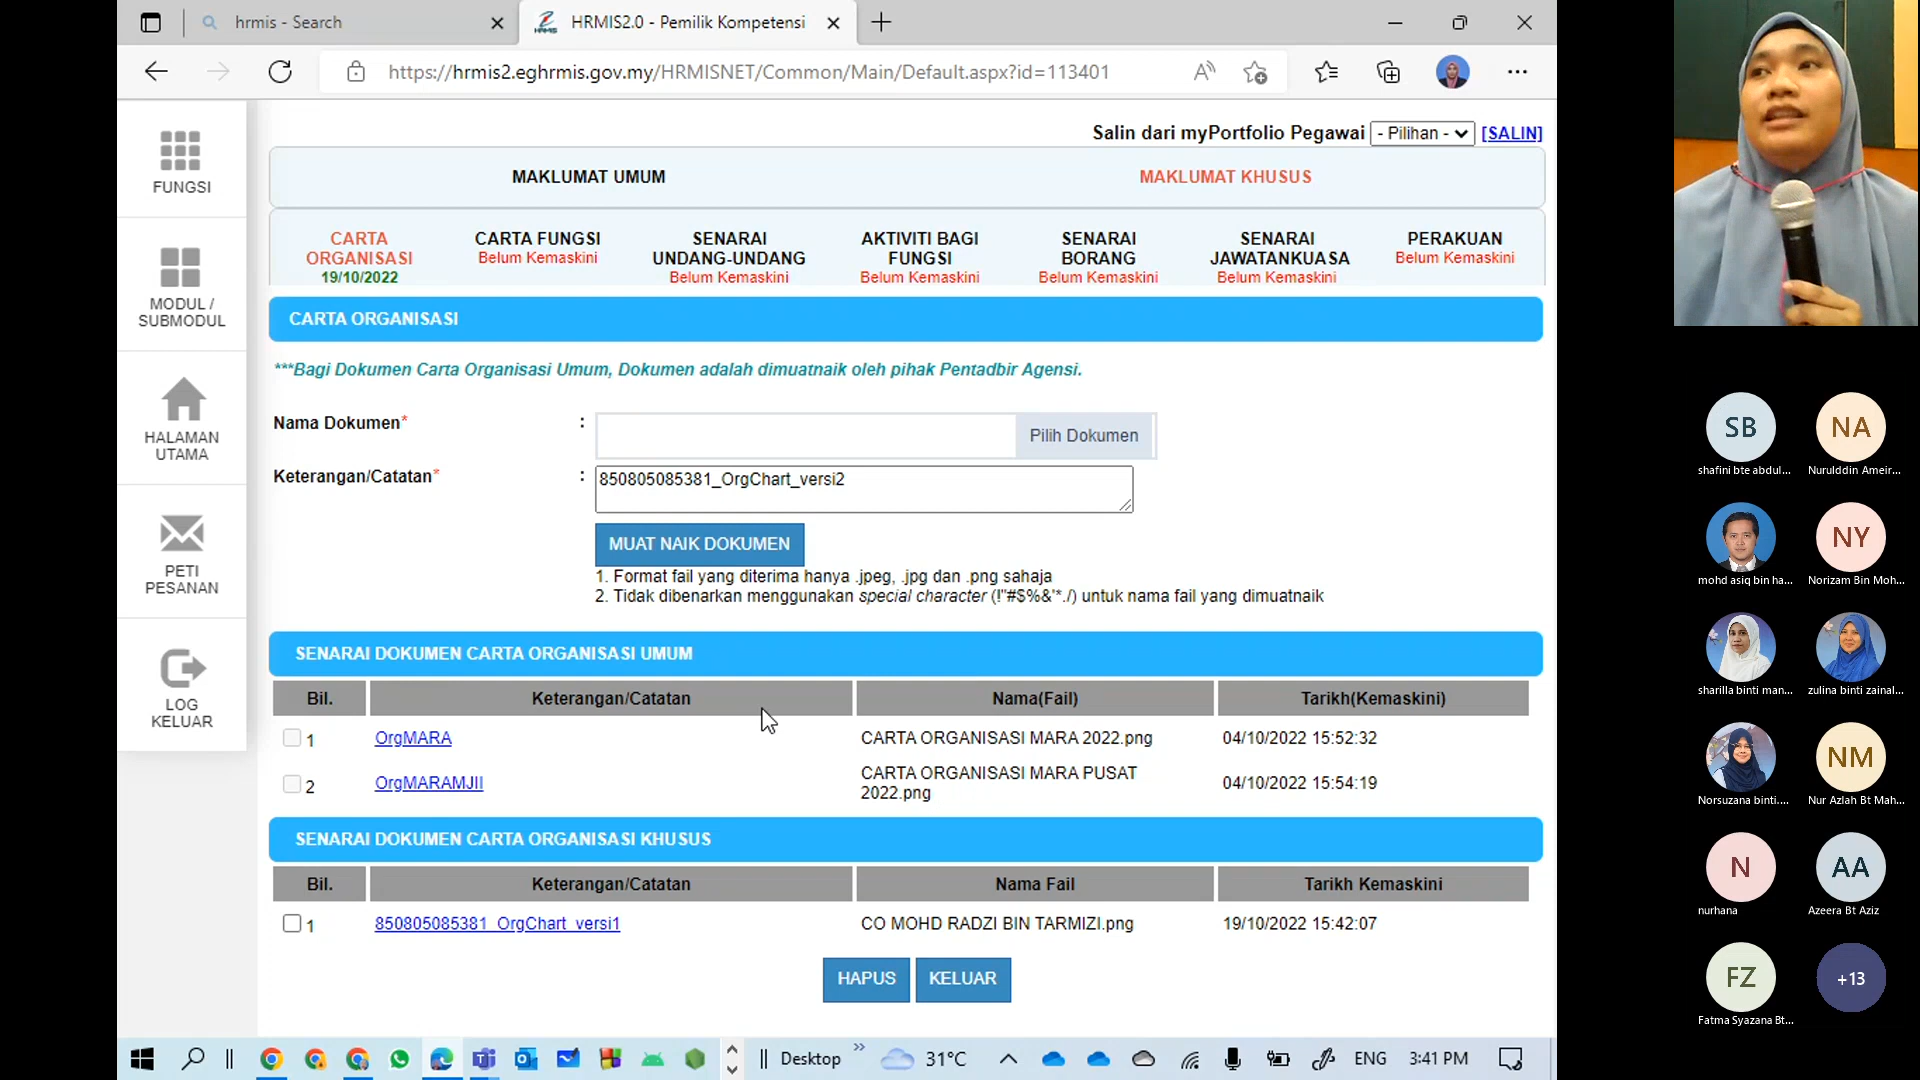 hrmis - Search
HRMIS2.0 - Pemilik Kompetensi
https://hrmis2.eghrmis.gov.my/HRMISNET/Common/Main/Default.aspx?id=113401
FUNGSI
MODUL /
SUBMODUL
HALAMAN
UTAMA
PETI
PESANAN
LOG
KELUAR
Salin dari myPortfolio Pegawai - Pilihan - [SALIN]
MAKLUMAT UMUM MAKLUMAT KHUSUS
CARTA
ORGANISASI
19/10/2022
CARTA FUNGSI
Belum Kemaskini
SENARAI
UNDANG-UNDANG
Belum Kemaskini
AKTIVITI BAGI
FUNGSI
Belum Kemaskini
SENARAI
BORANG
Belum Kemaskini
SENARAI
JAWATANKUASA
Belum Kemaskini
PERAKUAN
Belum Kemaskini
CARTA ORGANISASI
***Bagi Dokumen Carta Organisasi Umum, Dokumen adalah dimuatnaik oleh pihak Pentadbir Agensi.
Nama Dokumen* : Pilih Dokumen
Keterangan/Catatan* : 850805085381_OrgChart_versi2
MUAT NAIK DOKUMEN
1. Format fail yang diterima hanya .jpeg, .jpg dan .png sahaja
2. Tidak dibenarkan menggunakan special character (!"#$%&'*./) untuk nama fail yang dimuatnaik
SENARAI DOKUMEN CARTA ORGANISASI UMUM
Bil. Keterangan/Catatan Nama(Fail) Tarikh(Kemaskini)
1 OrgMARA CARTA ORGANISASI MARA 2022.png 04/10/2022 15:52:32
2 OrgMARAMJII CARTA ORGANISASI MARA PUSAT 2022.png 04/10/2022 15:54:19
SENARAI DOKUMEN CARTA ORGANISASI KHUSUS
Bil. Keterangan/Catatan Nama Fail Tarikh Kemaskini
1 850805085381_OrgChart_versi1 CO MOHD RADZI BIN TARMIZI.png 19/10/2022 15:42:07
HAPUS KELUAR
Desktop 31°C ENG 3:41 PM
SB NA
shafini bte abdul... Nurulddin Ameir...
NY
mohd asiq bin ha... Norizam Bin Moh...
sharilla binti man... zulina binti zainal...
NM
Norsuzana binti.... Nur Azlah Bt Mah...
N AA
nurhana Azeera Bt Aziz
FZ +13
Fatma Syazana Bt...